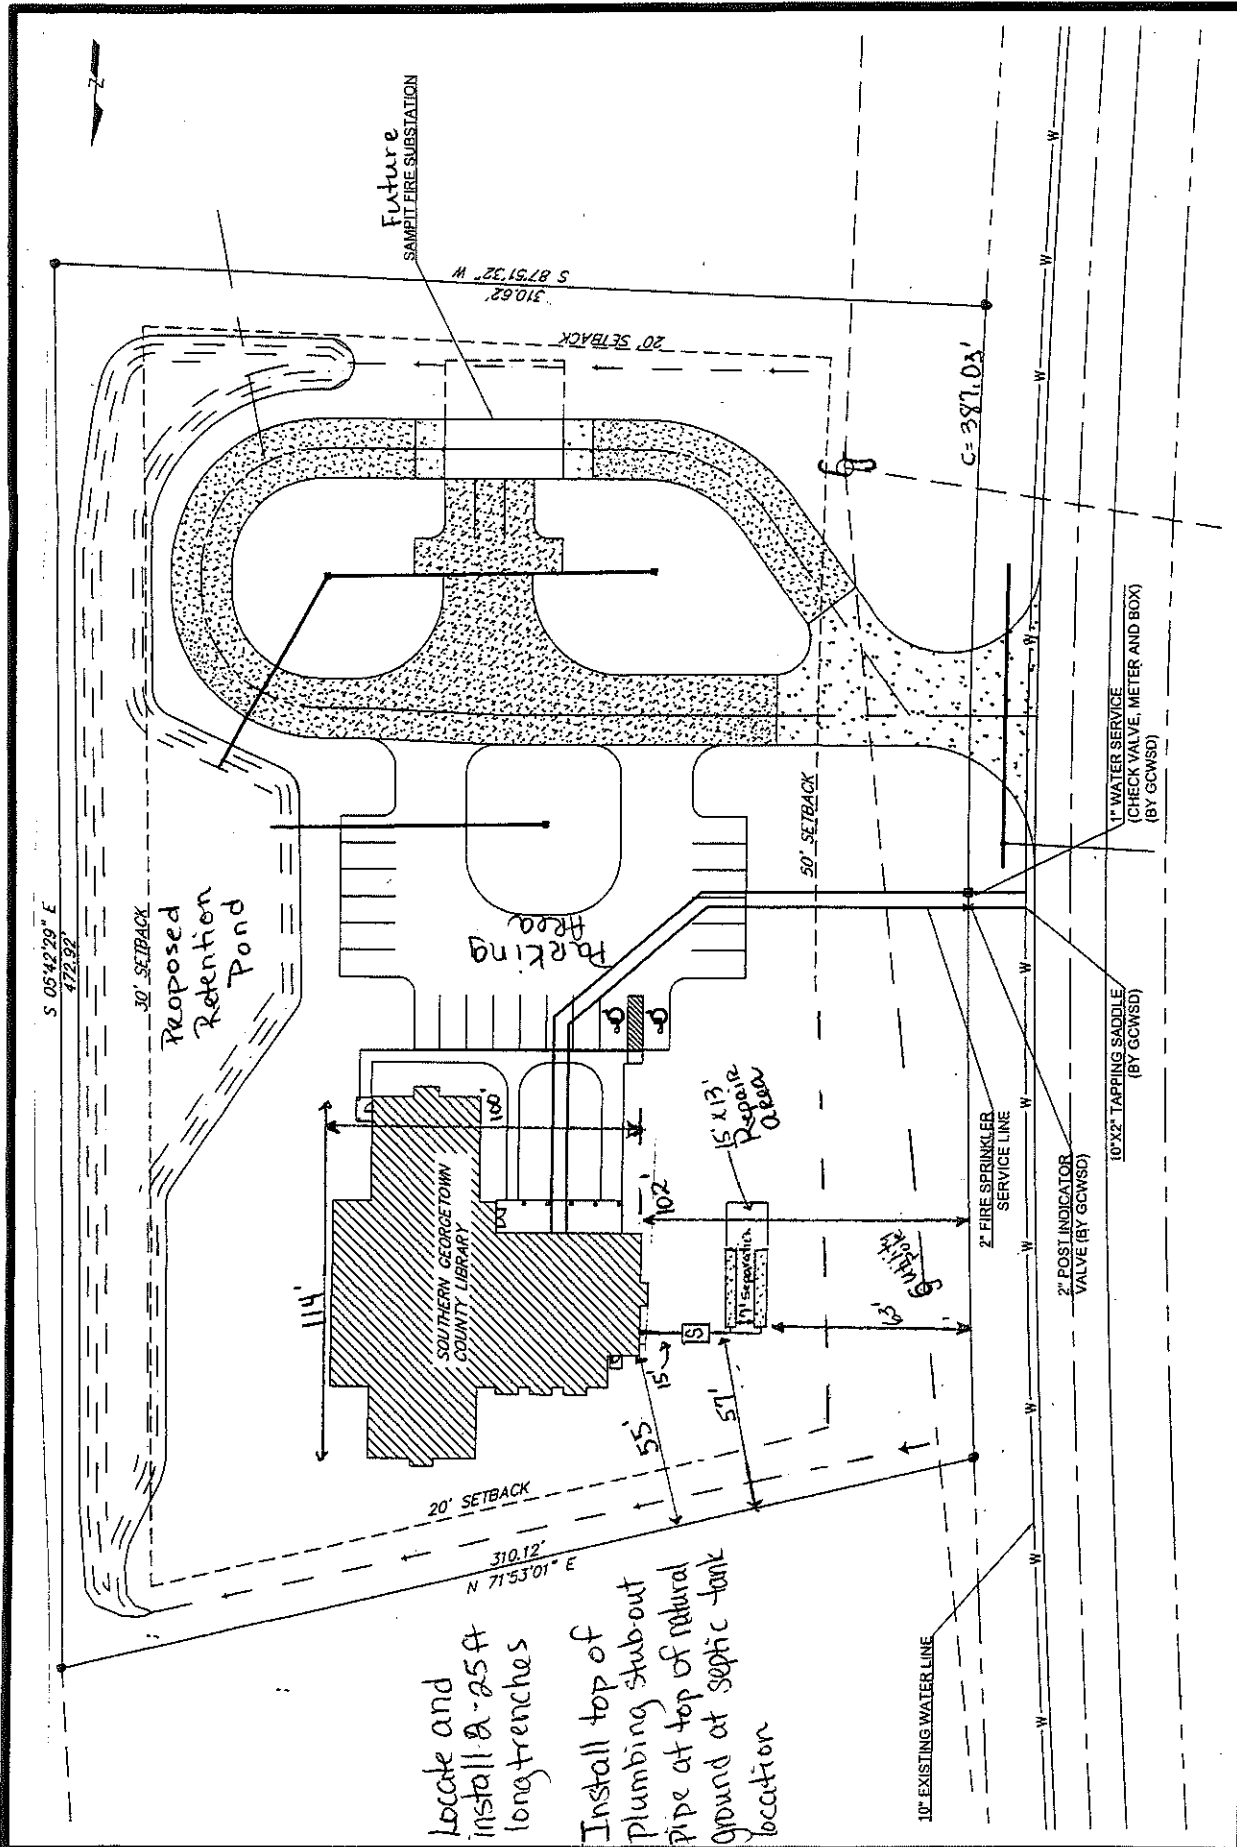 N
Future
SAMPIT FIRE SUBSTATION
S 87°51'32" W
310.62'
20' SETBACK
S 05°42'29" E
472.92'
30' SETBACK
Proposed
Retention
Pond
C= 387.03'
50' SETBACK
Parking
Area
1" WATER SERVICE
(CHECK VALVE, METER AND BOX)
(BY GCWSD)
10"X2" TAPPING SADDLE
(BY GCWSD)
2" FIRE SPRINKLER
SERVICE LINE
2" POST INDICATOR
VALVE (BY GCWSD)
114'
100'
SOUTHERN GEORGETOWN
COUNTY LIBRARY
15' x 13'
Repair
area
102'
7' Separation
utility
pole
63'
S
15'
55'
57'
20' SETBACK
310.12'
N 71°53'01" E
Locate and
install 2-25 ft
long trenches
Install top of
plumbing stub-out
pipe at top of natural
ground at septic tank
location
10" EXISTING WATER LINE
W
W
W
W
W
W
W
W
W